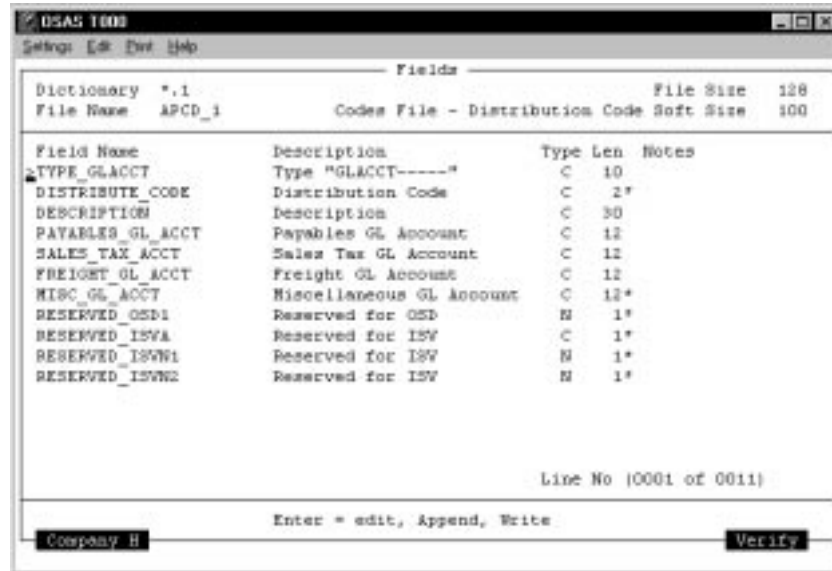 OSAS T000
Settings Edit Print Help
Fields
Dictionary *.1 File Size 128
File Name APCD_1 Codes File - Distribution Code Soft Size 100
Field Name Description Type Len Notes
>TYPE_GLACCT Type "GLACCT-----" C 10
DISTRIBUTE_CODE Distribution Code C 2*
DESCRIPTION Description C 30
PAYABLES_GL_ACCT Payables GL Account C 12
SALES_TAX_ACCT Sales Tax GL Account C 12
FREIGHT_GL_ACCT Freight GL Account C 12
MISC_GL_ACCT Miscellaneous GL Account C 12*
RESERVED_OSD1 Reserved for OSD N 1*
RESERVED_ISVA Reserved for ISV C 1*
RESERVED_ISVN1 Reserved for ISV N 1*
RESERVED_ISVN2 Reserved for ISV N 1*
Line No (0001 of 0011)
Enter = edit, Append, Write
Company H Verify